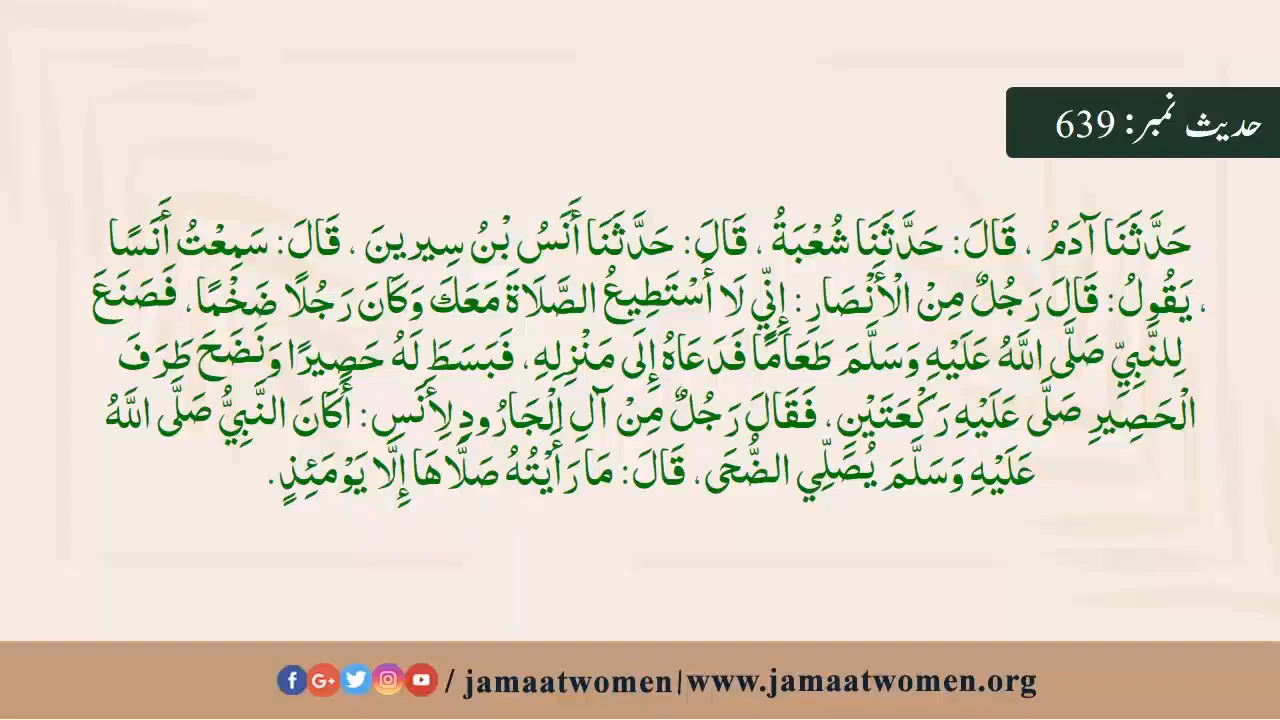 حدیث نمبر: 639
حَدَّثَنَا آدَمُ ، قَالَ: حَدَّثَنَا شُعْبَةُ ، قَالَ: حَدَّثَنَا أَنَسُ بْنُ سِيرِينَ ، قَالَ: سَمِعْتُ أَنَسًا
، يَقُولُ: قَالَ رَجُلٌ مِنْ الْأَنْصَارِ: إِنِّي لَا أَسْتَطِيعُ الصَّلَاةَ مَعَكَ وَكَانَ رَجُلًا ضَخْمًا، فَصَنَعَ
لِلنَّبِيِّ صَلَّى اللَّهُ عَلَيْهِ وَسَلَّمَ طَعَامًا فَدَعَاهُ إِلَى مَنْزِلِهِ، فَبَسَطَ لَهُ حَصِيرًا وَنَضَحَ طَرَفَ
الْحَصِيرِ صَلَّى عَلَيْهِ رَكْعَتَيْنِ، فَقَالَ رَجُلٌ مِنْ آلِ الْجَارُودِ لِأَنَسِ: أَكَانَ النَّبِيُّ صَلَّى اللَّهُ
عَلَيْهِ وَسَلَّمَ يُصَلِّي الضُّحَى، قَالَ: مَا رَأَيْتُهُ صَلَّاهَا إِلَّا يَوْمَئِذٍ.
/ jamaatwomen|www.jamaatwomen.org